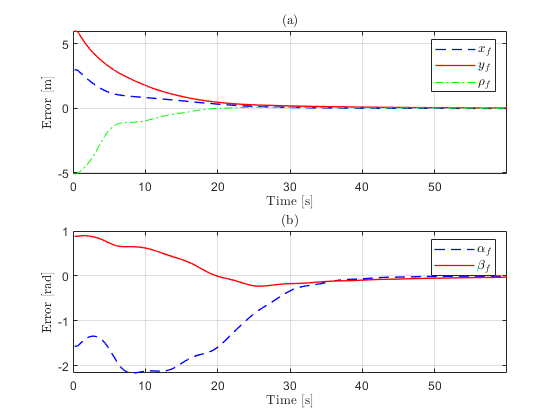 (a)
Error [m]
5
0
-5
x_f
y_f
ρ_f
0 10 20 30 40 50
Time [s]
(b)
Error [rad]
1
0
-1
-2
α_f
β_f
0 10 20 30 40 50
Time [s]